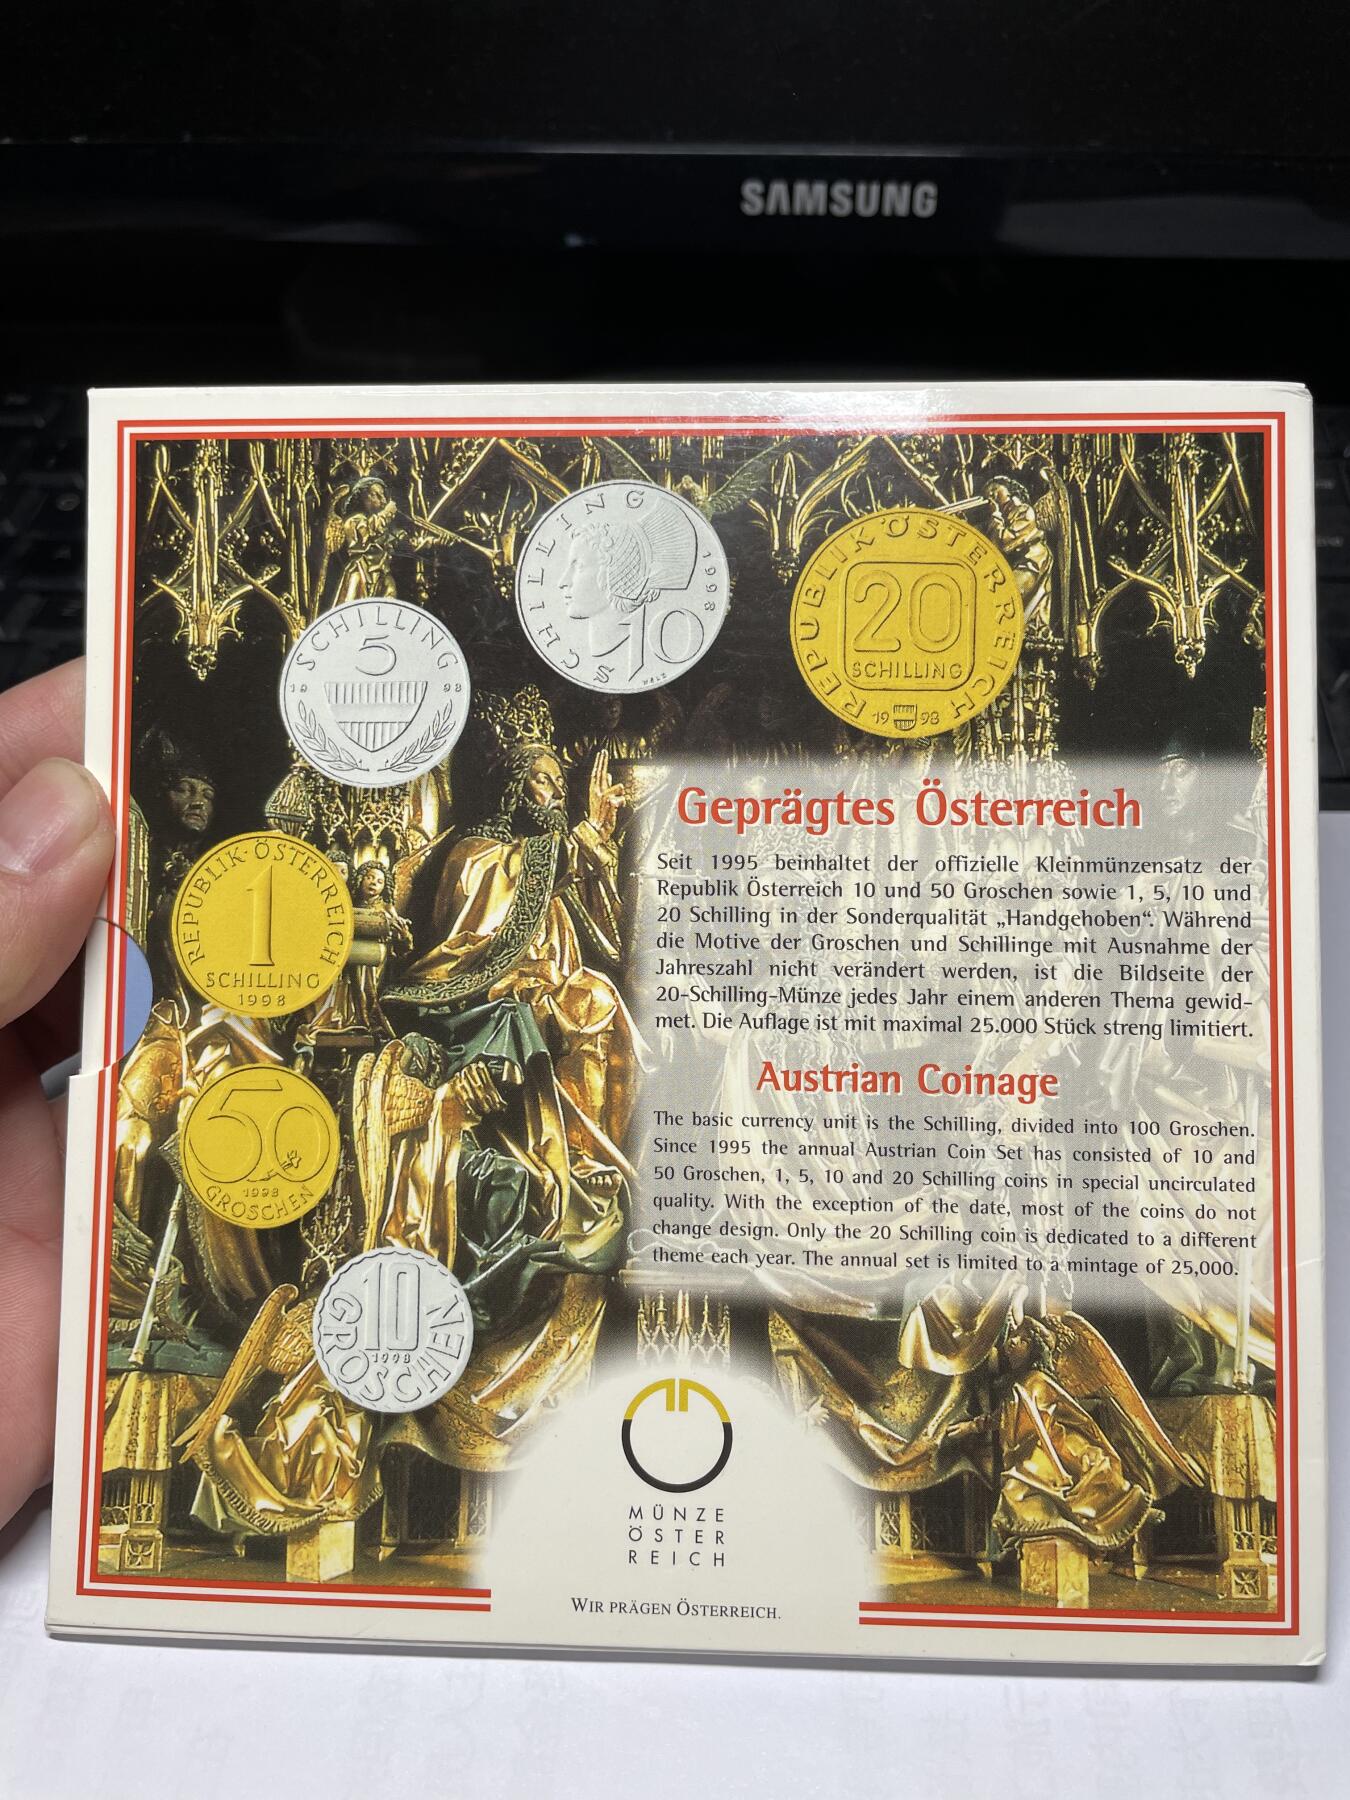 SAMSUNG
SCHILLING 1998
10
REPUBLIK ÖSTERREICH
20
SCHILLING
19 98
SCHILLING
5
19 98
Geprägtes Österreich
Seit 1995 beinhaltet der offizielle Kleinmünzensatz der
Republik Österreich 10 und 50 Groschen sowie 1, 5, 10 und
20 Schilling in der Sonderqualität „Handgehoben“. Während
die Motive der Groschen und Schillinge mit Ausnahme der
Jahreszahl nicht verändert werden, ist die Bildseite der
20-Schilling-Münze jedes Jahr einem anderen Thema gewid-
met. Die Auflage ist mit maximal 25.000 Stück streng limitiert.
REPUBLIK·ÖSTERREICH
1
SCHILLING
1998
Austrian Coinage
The basic currency unit is the Schilling, divided into 100 Groschen.
Since 1995 the annual Austrian Coin Set has consisted of 10 and
50 Groschen, 1, 5, 10 and 20 Schilling coins in special uncirculated
quality. With the exception of the date, most of the coins do not
change design. Only the 20 Schilling coin is dedicated to a different
theme each year. The annual set is limited to a mintage of 25,000.
50
1998
GROSCHEN
10
1998
GROSCHEN
MÜNZE
ÖSTER
REICH
WIR PRÄGEN ÖSTERREICH.